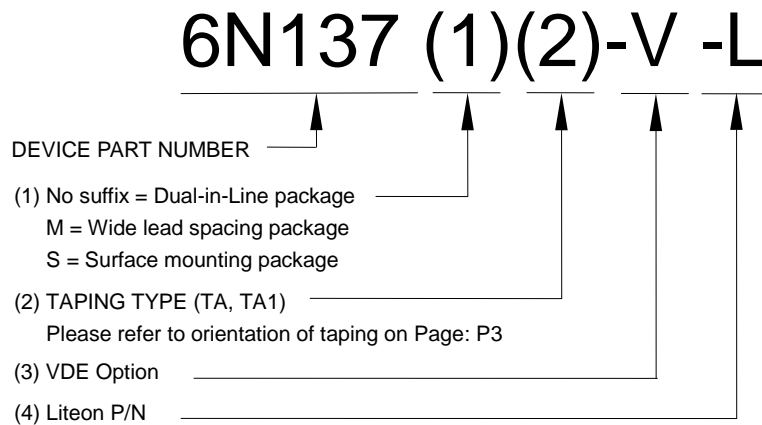 6N137 (1)(2)-V -L
DEVICE PART NUMBER
(1) No suffix = Dual-in-Line package
M = Wide lead spacing package
S = Surface mounting package
(2) TAPING TYPE (TA, TA1)
Please refer to orientation of taping on Page: P3
(3) VDE Option
(4) Liteon P/N